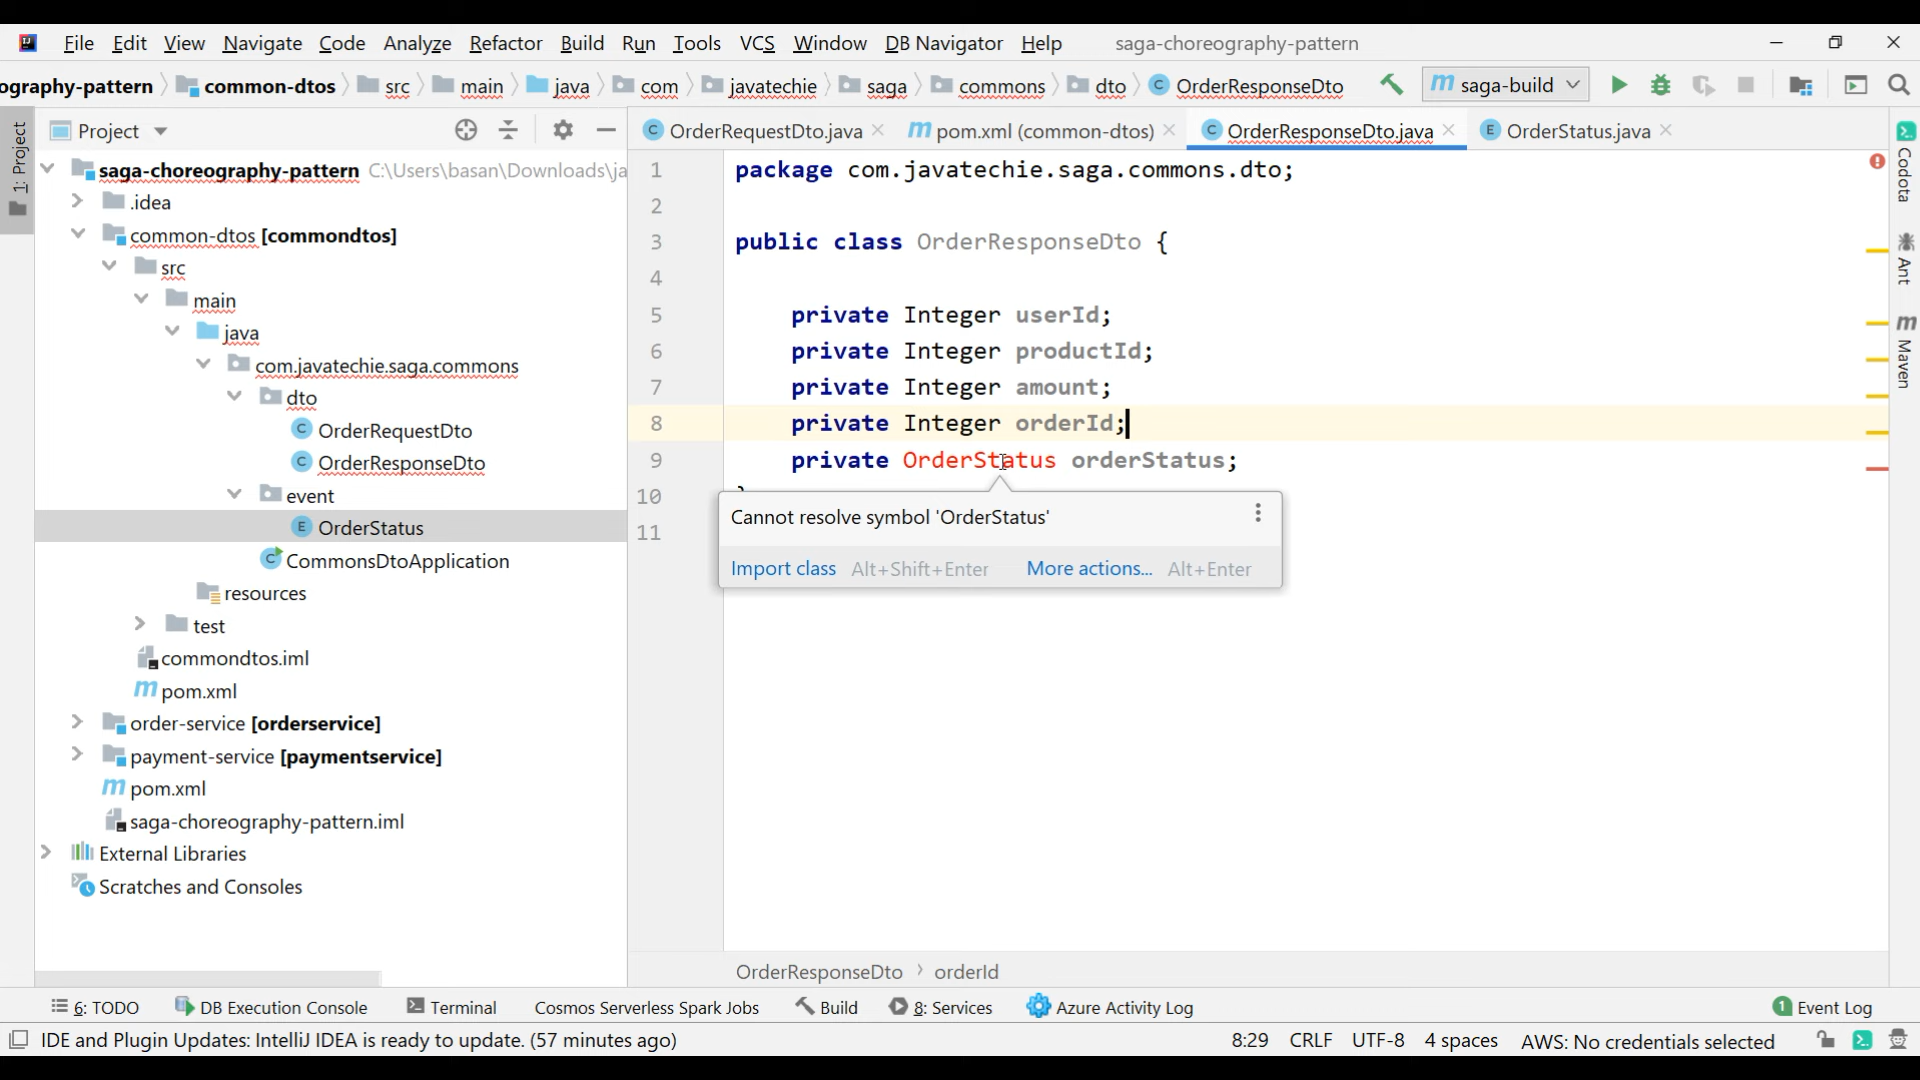 File Edit View Navigate Code Analyze Refactor Build Run Tools VCS Window DB Navigator Help saga-choreography-pattern
ography-pattern common-dtos src main java com javatechie saga commons dto OrderResponseDto saga-build
Project
OrderRequestDto.java pom.xml (common-dtos) OrderResponseDto.java OrderStatus.java
1: Project
saga-choreography-pattern C:\Users\basan\Downloads\ja
.idea
common-dtos [commondtos]
src
main
java
com.javatechie.saga.commons
dto
OrderRequestDto
OrderResponseDto
event
OrderStatus
CommonsDtoApplication
resources
test
commondtos.iml
pom.xml
order-service [orderservice]
payment-service [paymentservice]
pom.xml
saga-choreography-pattern.iml
External Libraries
Scratches and Consoles
1 package com.javatechie.saga.commons.dto;
2
3 public class OrderResponseDto {
4
5 private Integer userId;
6 private Integer productId;
7 private Integer amount;
8 private Integer orderId;
9 private OrderStatus orderStatus;
10
11
Cannot resolve symbol 'OrderStatus'
Import class Alt+Shift+Enter More actions... Alt+Enter
Codota
Ant
Maven
OrderResponseDto › orderId
6: TODO DB Execution Console Terminal Cosmos Serverless Spark Jobs Build 8: Services Azure Activity Log 1 Event Log
IDE and Plugin Updates: IntelliJ IDEA is ready to update. (57 minutes ago) 8:29 CRLF UTF-8 4 spaces AWS: No credentials selected